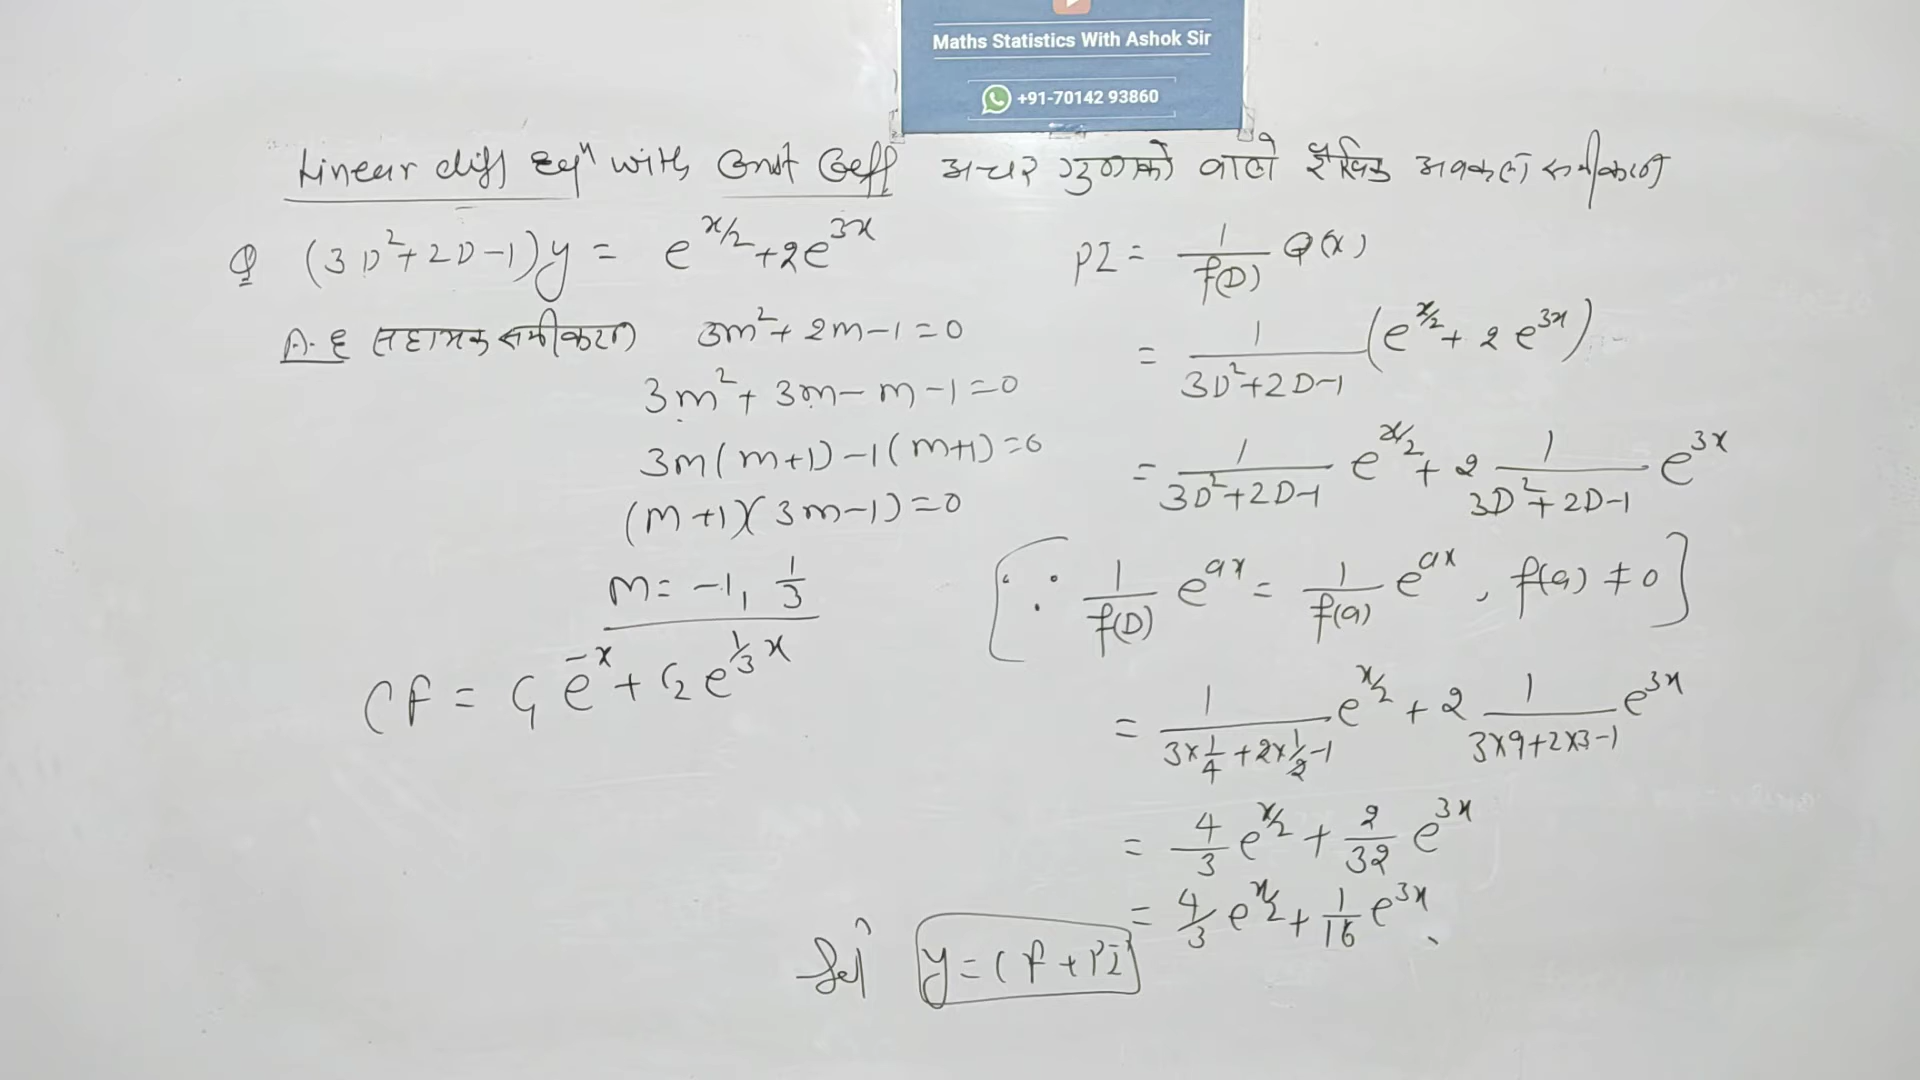 Maths Statistics With Ashok Sir
+91-70142 93860
Linear diff Eqⁿ with Const Coeff अचर गुणांको वाली रैखिक अवकल समीकरण
Q (3D²+2D-1)y = e^{x/2}+2e^{3x}
A.E सहायक समीकरण 3m²+2m-1=0
3m²+3m-m-1=0
3m(m+1)-1(m+1)=0
(m+1)(3m-1)=0
m= -1, 1/3
CF = C₁e^{-x}+C₂e^{1/3 x}
PI = 1/f(D) Q(x)
= 1/(3D²+2D-1) (e^{x/2}+2e^{3x})
= 1/(3D²+2D-1) e^{x/2}+2 1/(3D²+2D-1) e^{3x}
[∵ 1/f(D) e^{ax} = 1/f(a) e^{ax}, f(a) ≠ 0]
= 1/(3×1/4+2×1/2-1) e^{x/2}+2 1/(3×9+2×3-1) e^{3x}
= 4/3 e^{x/2}+2/32 e^{3x}
= 4/3 e^{x/2}+1/16 e^{3x}.
Solⁿ y=CF+PI